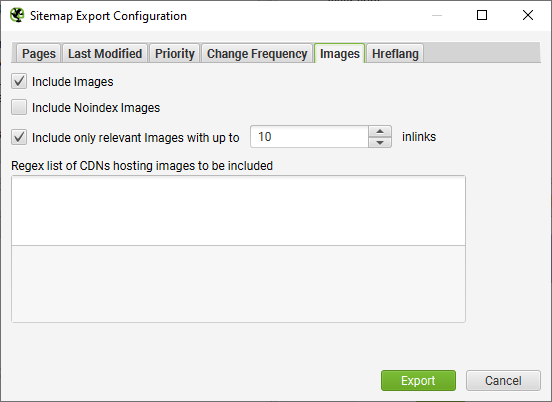 Sitemap Export Configuration
Pages Last Modified Priority Change Frequency Images Hreflang
Include Images
Include Noindex Images
Include only relevant Images with up to 10 inlinks
Regex list of CDNs hosting images to be included
Export Cancel